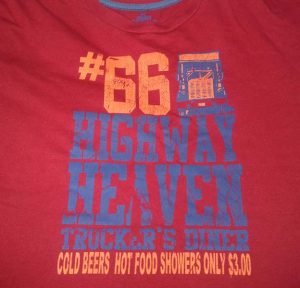 #66
HIGHWAY
HEAVEN
TRUCKER'S DINER
COLD BEERS HOT FOOD SHOWERS ONLY $3.00